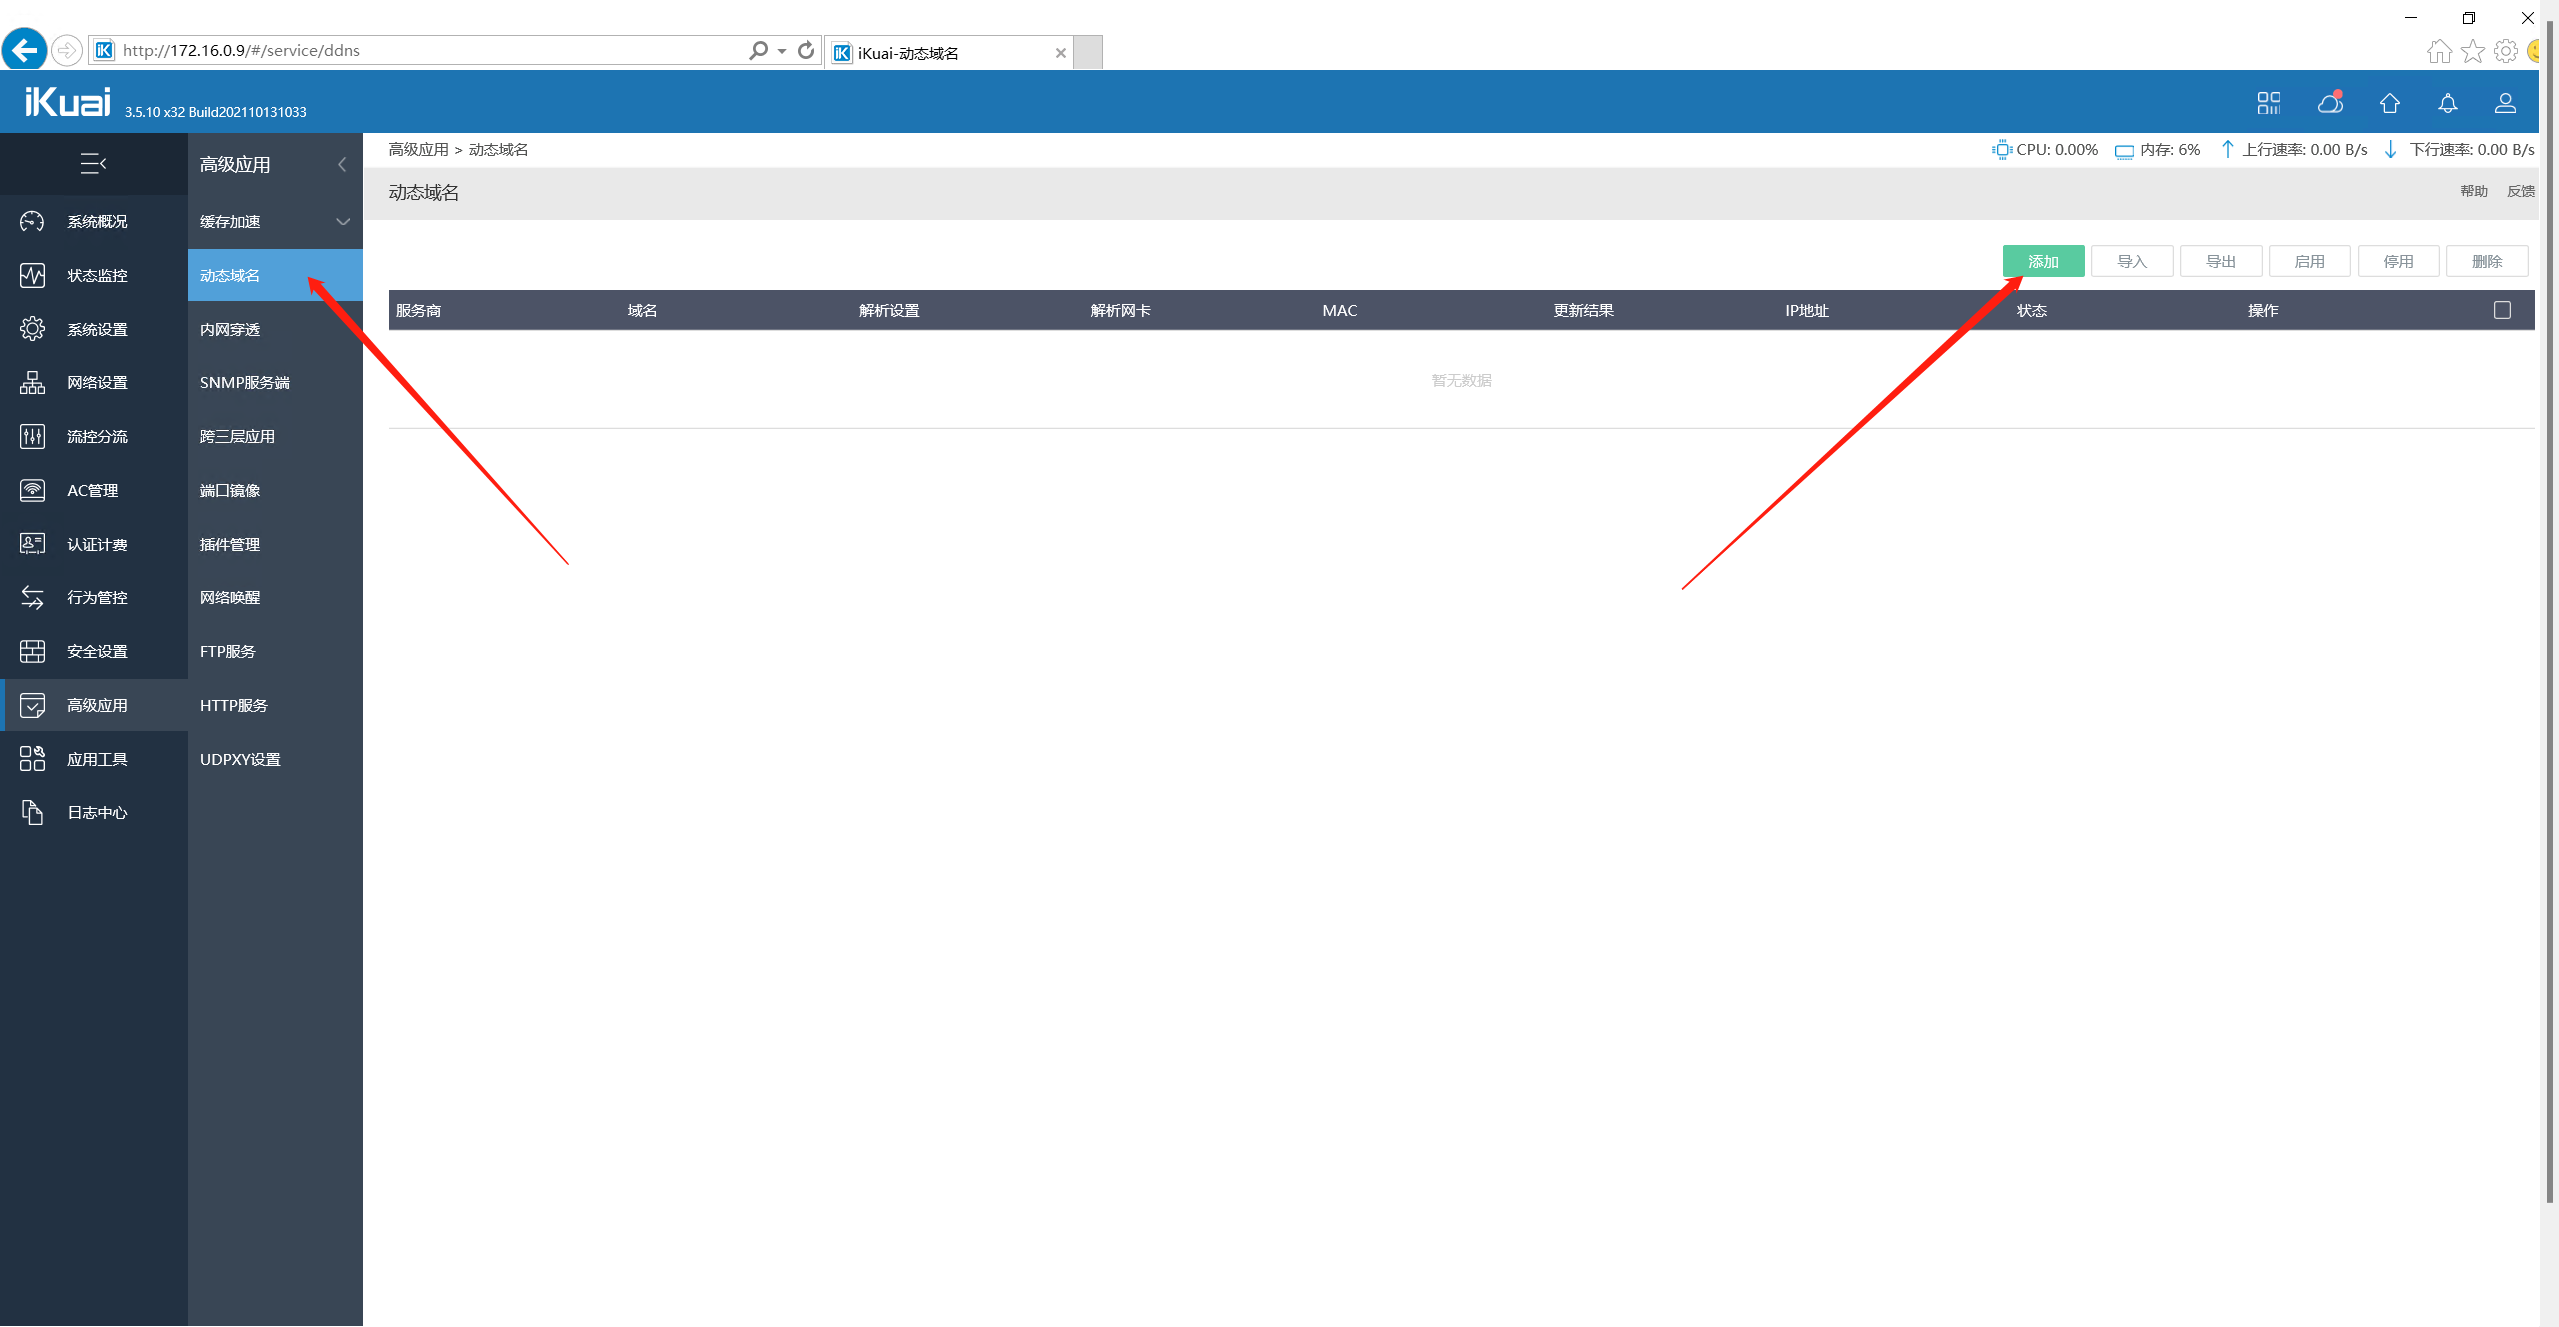 http://172.16.0.9/#/service/ddns
iKuai-动态域名
iKuai 3.5.10 x32 Build202110131033
高级应用
缓存加速
动态域名
内网穿透
SNMP服务端
跨三层应用
端口镜像
插件管理
网络唤醒
FTP服务
HTTP服务
UDPXY设置
系统概况
状态监控
系统设置
网络设置
流控分流
AC管理
认证计费
行为管控
安全设置
高级应用
应用工具
日志中心
高级应用 > 动态域名
CPU: 0.00% 内存: 6% 上行速率: 0.00 B/s 下行速率: 0.00 B/s
动态域名
帮助 反馈
添加 导入 导出 启用 停用 删除
服务商 域名 解析设置 解析网卡 MAC 更新结果 IP地址 状态 操作
暂无数据